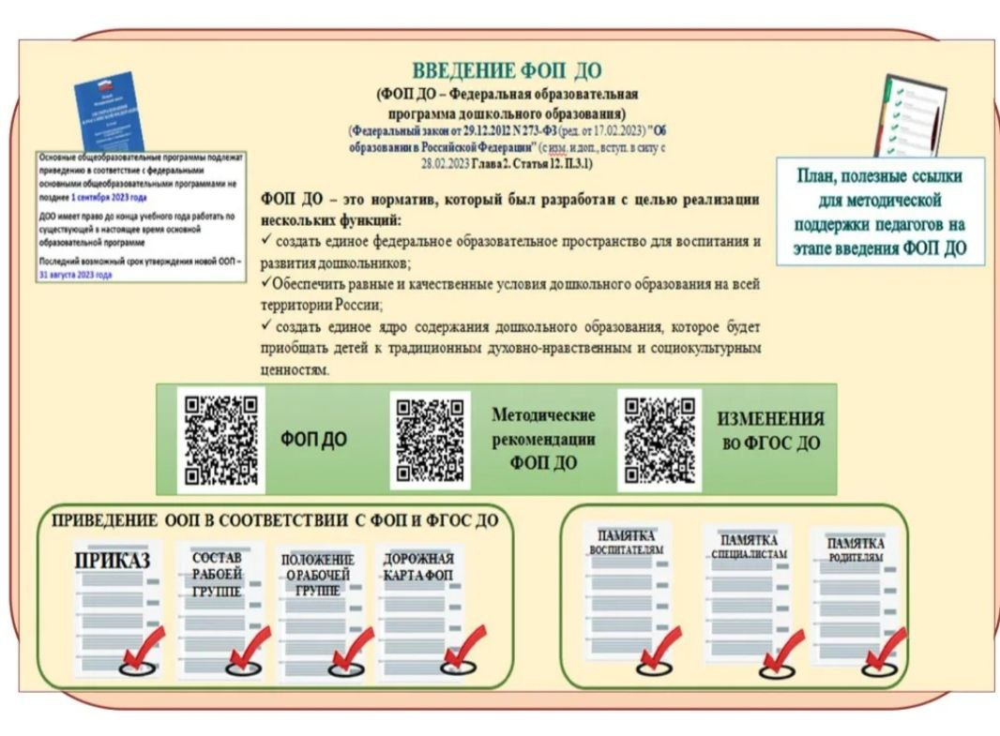 ВВЕДЕНИЕ ФОП ДО
(ФОП ДО – Федеральная образовательная
программа дошкольного образования)
(Федеральный закон от 29.12.2012 N 273-ФЗ (ред. от 17.02.2023) "Об
образовании в Российской Федерации" (с изм. и доп., вступ. в силу с
28.02.2023 Глава 2. Статья 12. П.3.1)
Основные общеобразовательные программы подлежат
приведению в соответствие с федеральными
основными общеобразовательными программами не
позднее 1 сентября 2023 года
ДОО имеет право до конца учебного года работать по
существующей в настоящее время основной
образовательной программе
Последний возможный срок утверждения новой ООП –
31 августа 2023 года
ФОП ДО – это норматив, который был разработан с целью реализации
нескольких функций:
✓ создать единое федеральное образовательное пространство для воспитания и
развития дошкольников;
✓Обеспечить равные и качественные условия дошкольного образования на всей
территории России;
✓ создать единое ядро содержания дошкольного образования, которое будет
приобщать детей к традиционным духовно-нравственным и социокультурным
ценностям.
План, полезные ссылки
для методической
поддержки педагогов на
этапе введения ФОП ДО
ФОП ДО
Методические
рекомендации
ФОП ДО
ИЗМЕНЕНИЯ
ВО ФГОС ДО
ПРИВЕДЕНИЕ ООП В СООТВЕТСТВИИ С ФОП И ФГОС ДО
ПРИКАЗ
СОСТАВ
РАБОЕЙ
ГРУППЕ
ПОЛОЖЕНИЕ
О РАБОЧЕЙ
ГРУППЕ
ДОРОЖНАЯ
КАРТА ФОП
ПАМЯТКА
ВОСПИТАТЕЛЯМ
ПАМЯТКА
СПЕЦИАЛИСТАМ
ПАМЯТКА
РОДИТЕЛЯМ